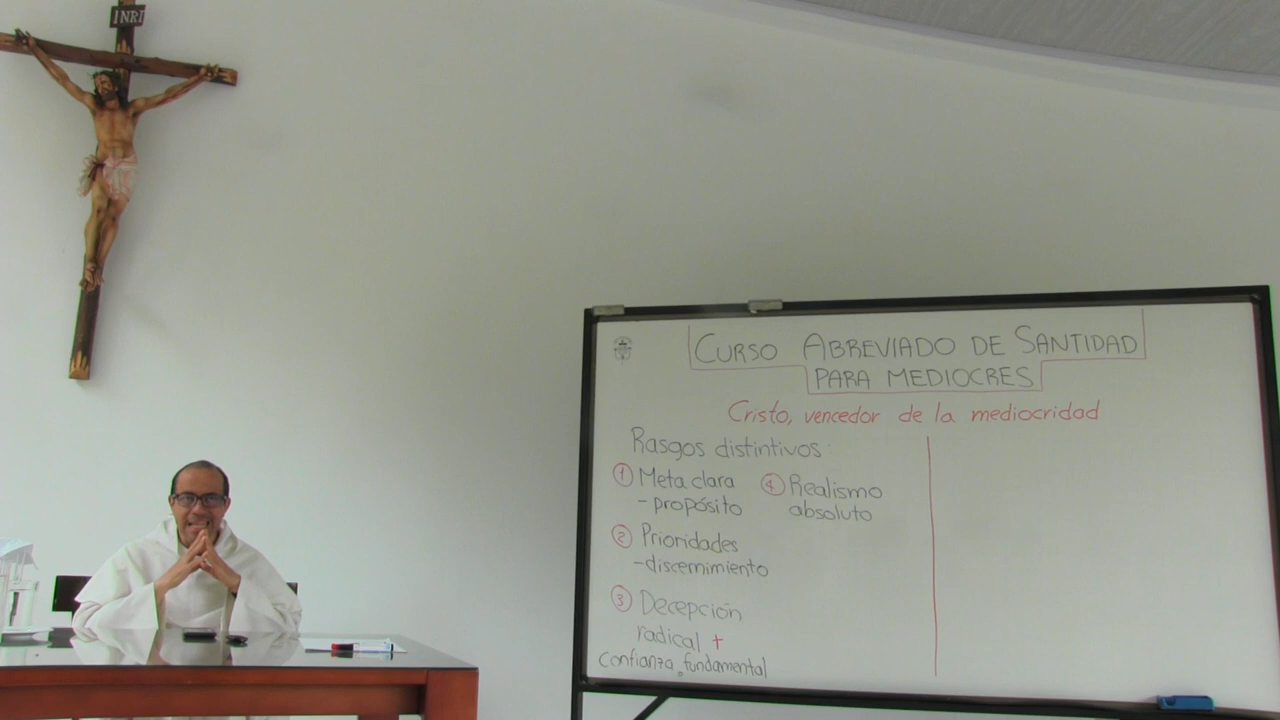 INRI
CURSO ABREVIADO DE SANTIDAD
PARA MEDIOCRES
Cristo, vencedor de la mediocridad
Rasgos distintivos:
1 Meta clara
- propósito
2 Prioridades
- discernimiento
3 Decepción
radical +
confianza fundamental
4 Realismo
absoluto